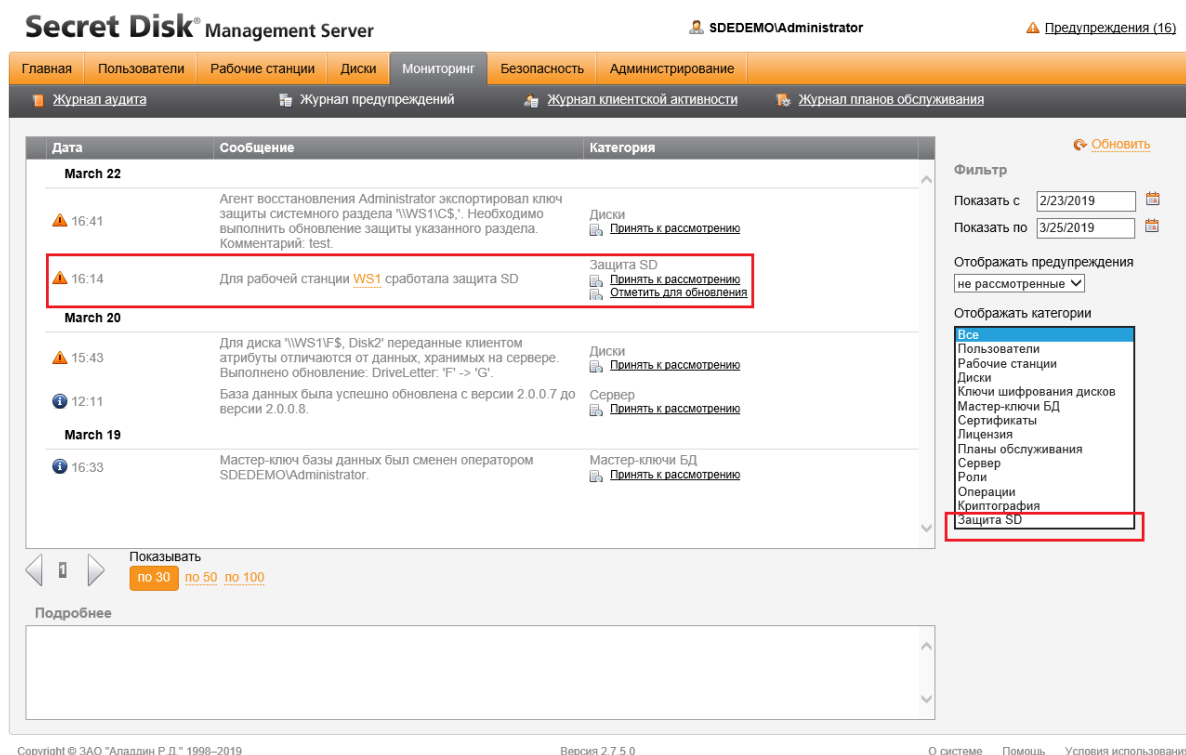 Secret Disk® Management Server
SDEDEMO\Administrator
Предупреждения (16)
Главная
Пользователи
Рабочие станции
Диски
Мониторинг
Безопасность
Администрирование
Журнал аудита
Журнал предупреждений
Журнал клиентской активности
Журнал планов обслуживания
Дата
Сообщение
Категория
March 22
16:41
Агент восстановления Administrator экспортировал ключ
защиты системного раздела '\\WS1\C$,'. Необходимо
выполнить обновление защиты указанного раздела.
Комментарий: test.
Диски
Принять к рассмотрению
16:14
Для рабочей станции WS1 сработала защита SD
Защита SD
Принять к рассмотрению
Отметить для обновления
March 20
15:43
Для диска '\\WS1\F$, Disk2' переданные клиентом
атрибуты отличаются от данных, хранимых на сервере.
Выполнено обновление: DriveLetter: 'F' -> 'G'.
Диски
Принять к рассмотрению
12:11
База данных была успешно обновлена с версии 2.0.0.7 до
версии 2.0.0.8.
Сервер
Принять к рассмотрению
March 19
16:33
Мастер-ключ базы данных был сменен оператором
SDEDEMO\Administrator.
Мастер-ключи БД
Принять к рассмотрению
Обновить
Фильтр
Показать с 2/23/2019
Показать по 3/25/2019
Отображать предупреждения
не рассмотренные
Отображать категории
Все
Пользователи
Рабочие станции
Диски
Ключи шифрования дисков
Мастер-ключи БД
Сертификаты
Лицензия
Планы обслуживания
Сервер
Роли
Операции
Криптография
Защита SD
1
Показывать
по 30 по 50 по 100
Подробнее
Copyright © ЗАО "Аладдин Р.Д." 1998–2019
Версия 2.7.5.0
О системе
Помощь
Условия использования